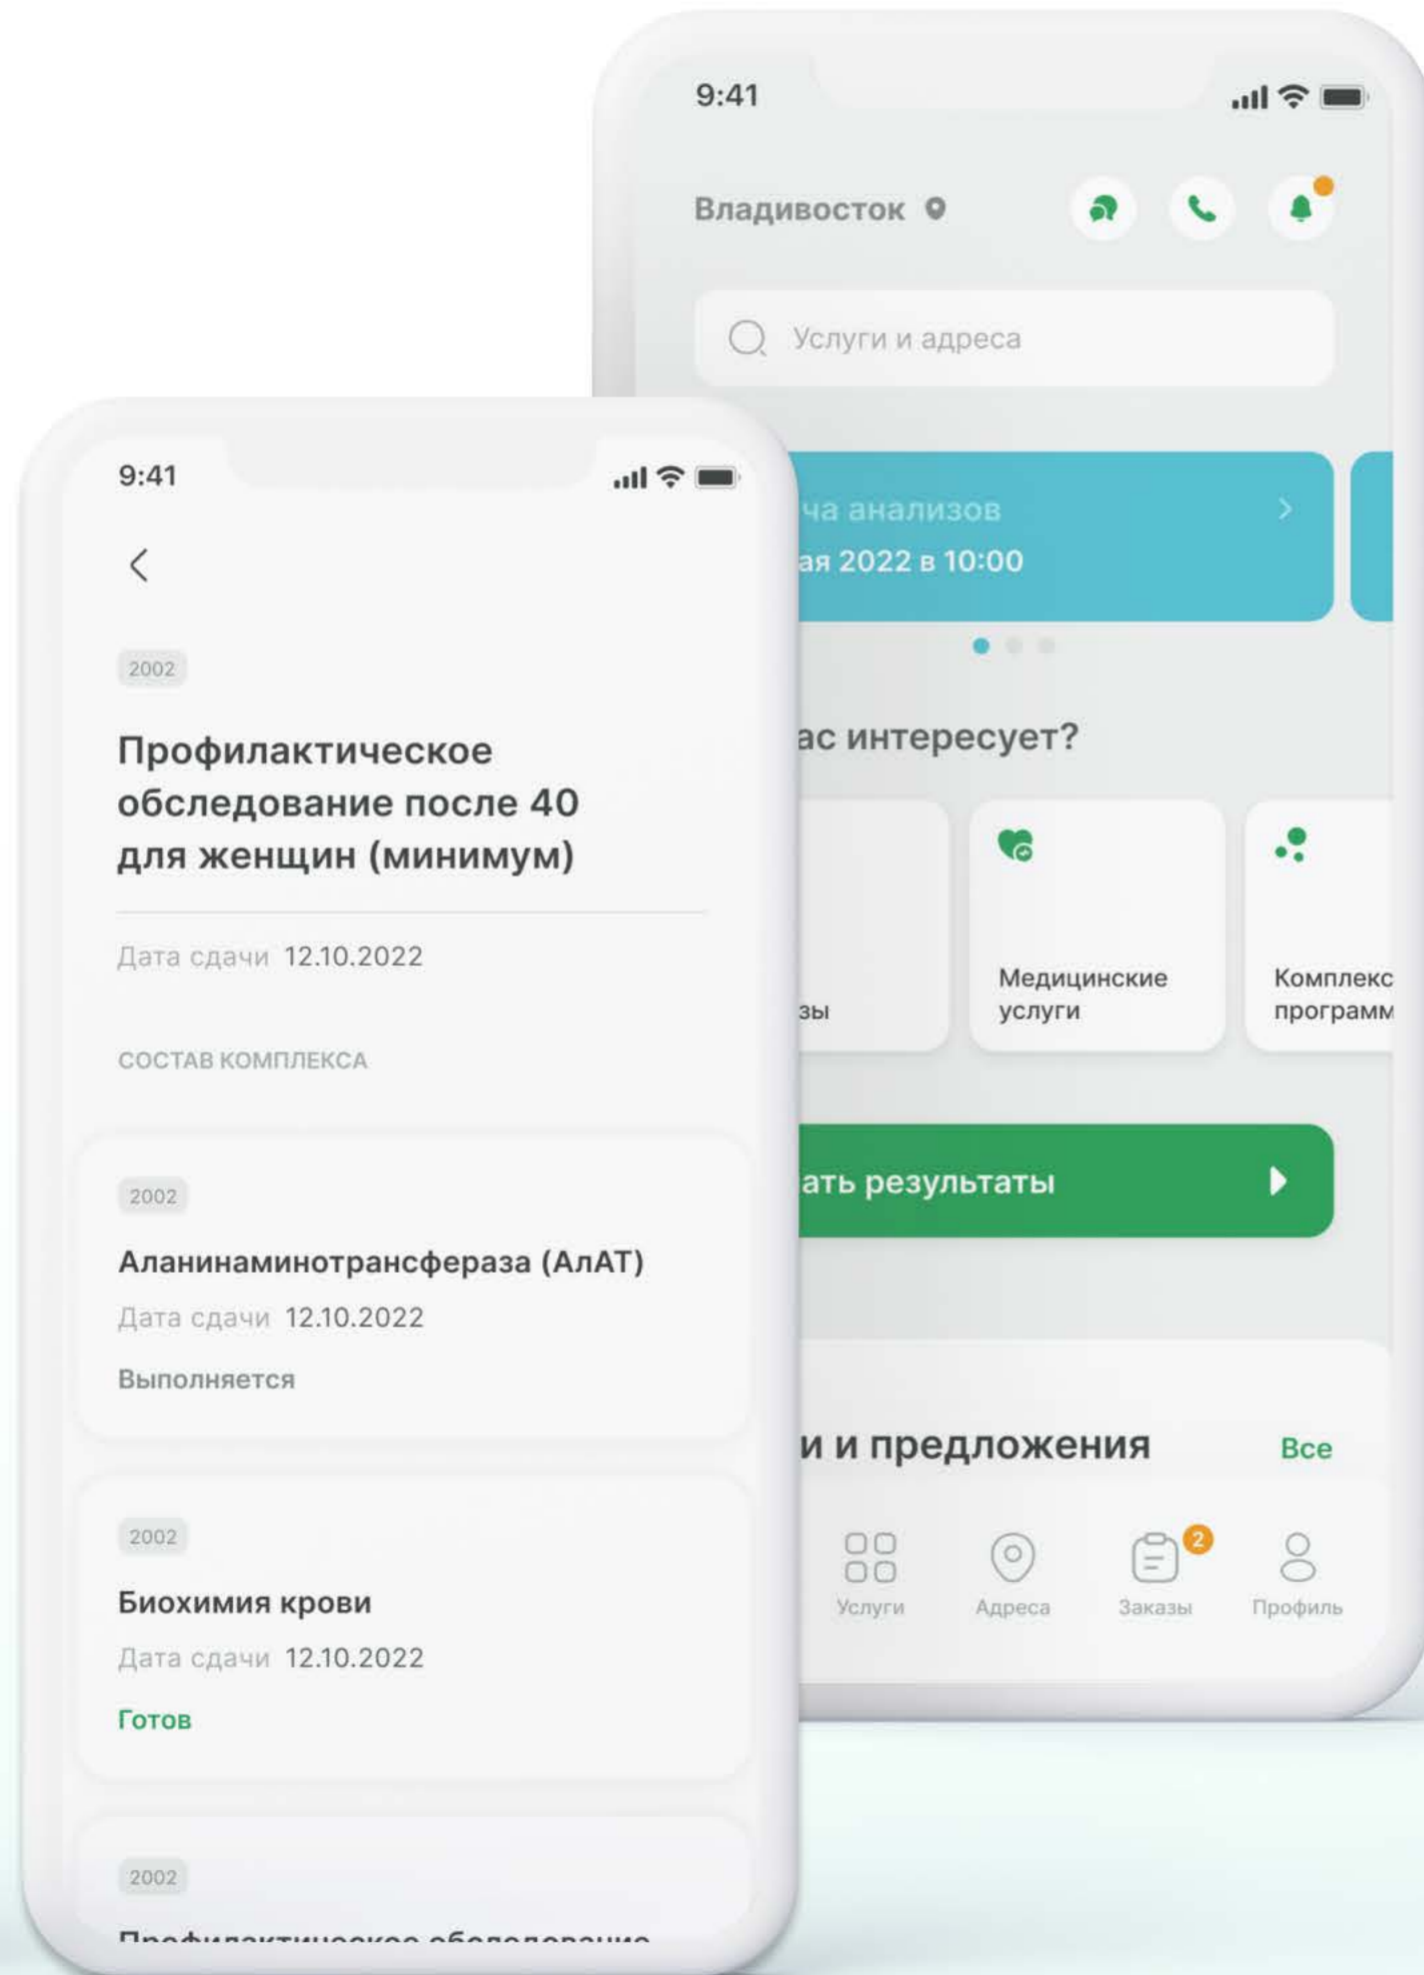 9:41
Владивосток
Услуги и адреса
ча анализов
ая 2022 в 10:00
ас интересует?
зы
Медицинские
услуги
Комплекс
программ
ать результаты
и и предложения
Все
Услуги
Адреса
2
Заказы
Профиль
9:41
2002
Профилактическое
обследование после 40
для женщин (минимум)
Дата сдачи 12.10.2022
СОСТАВ КОМПЛЕКСА
2002
Аланинаминотрансфераза (АлАТ)
Дата сдачи 12.10.2022
Выполняется
2002
Биохимия крови
Дата сдачи 12.10.2022
Готов
2002
Профилактическое обследование